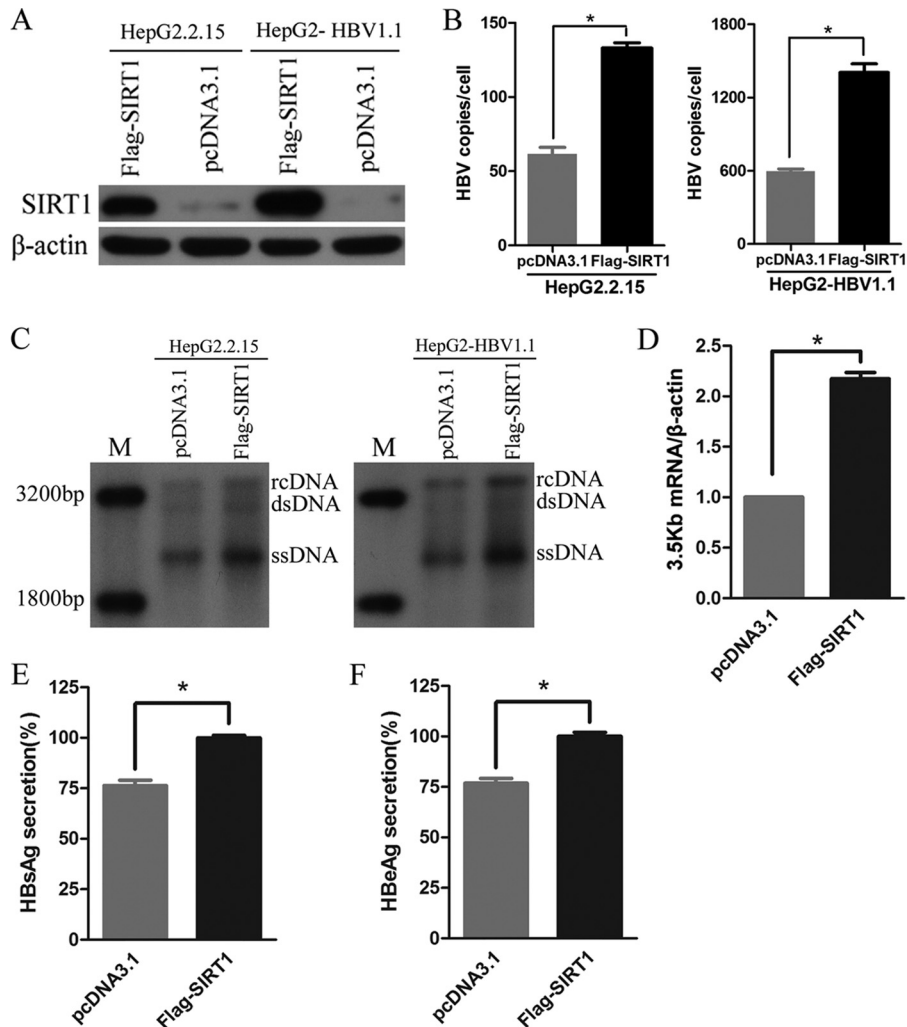 A
HepG2.2.15
HepG2- HBV1.1
Flag-SIRT1
pcDNA3.1
Flag-SIRT1
pcDNA3.1
SIRT1
β-actin
B
HBV copies/cell
150
100
50
0
*
pcDNA3.1 Flag-SIRT1
HepG2.2.15
HBV copies/cell
1800
1200
600
0
*
pcDNA3.1 Flag-SIRT1
HepG2-HBV1.1
C
HepG2.2.15
M
pcDNA3.1
Flag-SIRT1
3200bp
1800bp
rcDNA
dsDNA
ssDNA
HepG2-HBV1.1
M
pcDNA3.1
Flag-SIRT1
rcDNA
dsDNA
ssDNA
D
3.5Kb mRNA/β-actin
2.5
2.0
1.5
1.0
0.5
0.0
*
pcDNA3.1
Flag-SIRT1
E
HBsAg secretion(%)
125
100
75
50
25
0
*
pcDNA3.1
Flag-SIRT1
F
HBeAg secretion(%)
125
100
75
50
25
0
*
pcDNA3.1
Flag-SIRT1